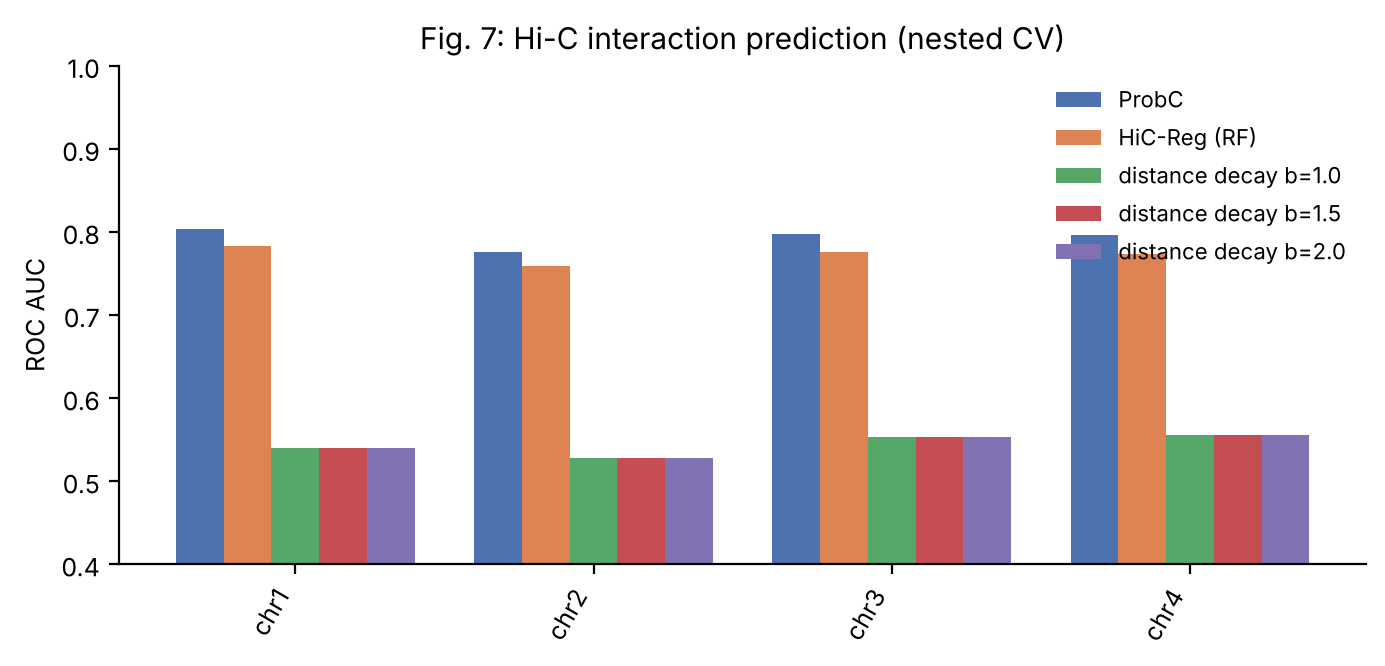 Fig. 7: Hi-C interaction prediction (nested CV)
1.0
0.9
0.8
0.7
0.6
0.5
0.4
ROC AUC
ProbC
HiC-Reg (RF)
distance decay b=1.0
distance decay b=1.5
distance decay b=2.0
chr1
chr2
chr3
chr4